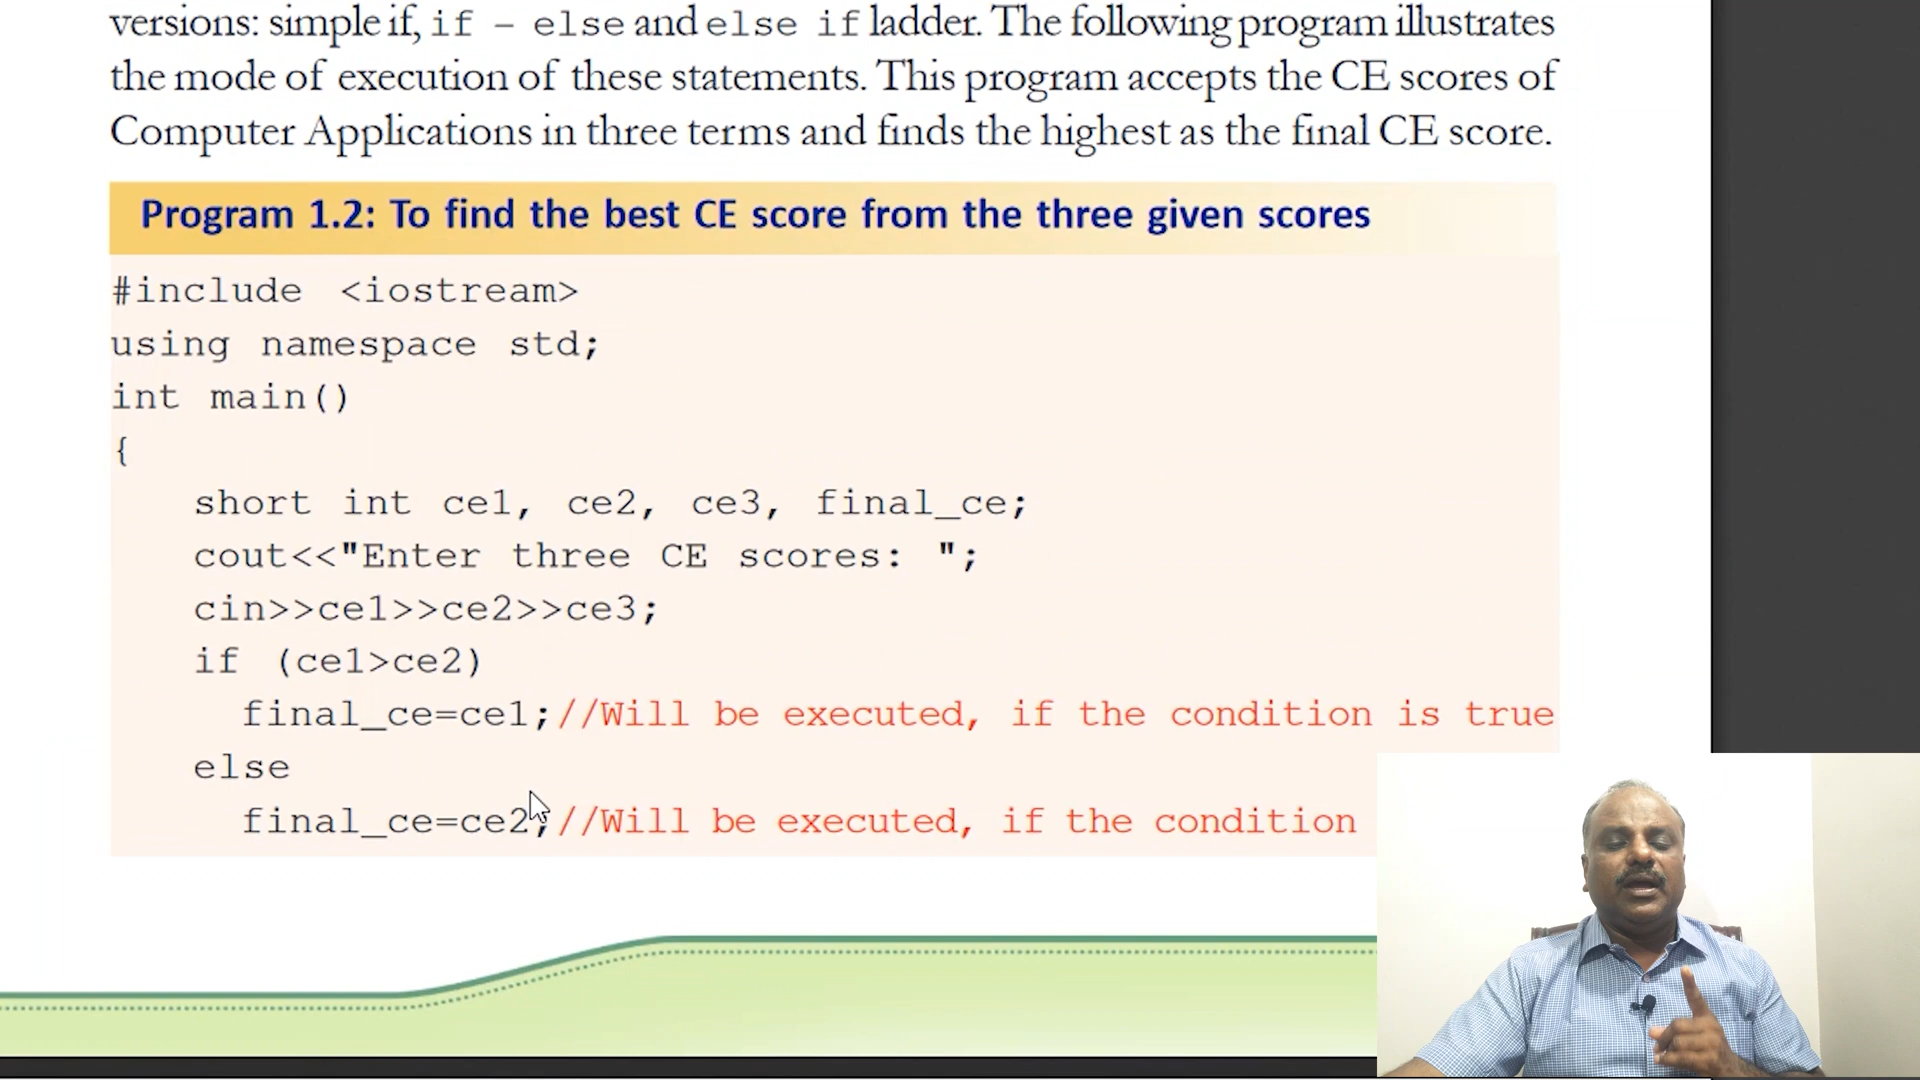 versions: simple if, if – else and else if ladder. The following program illustrates
the mode of execution of these statements. This program accepts the CE scores of
Computer Applications in three terms and finds the highest as the final CE score.
Program 1.2: To find the best CE score from the three given scores
#include <iostream>
using namespace std;
int main()
{
short int ce1, ce2, ce3, final_ce;
cout<<"Enter three CE scores: ";
cin>>ce1>>ce2>>ce3;
if (ce1>ce2)
final_ce=ce1;//Will be executed, if the condition is true
else
final_ce=ce2;//Will be executed, if the condition